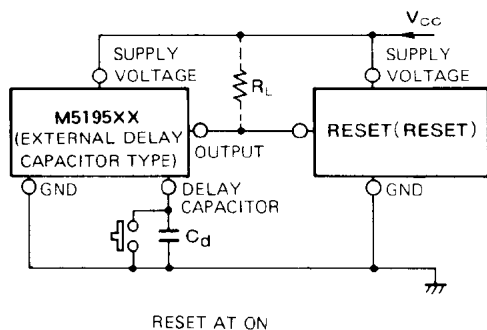 Vcc
SUPPLY
VOLTAGE
SUPPLY
VOLTAGE
RL
M5195XX
(EXTERNAL DELAY
CAPACITOR TYPE)
OUTPUT
RESET(RESET)
GND
DELAY
CAPACITOR
GND
Cd
RESET AT ON